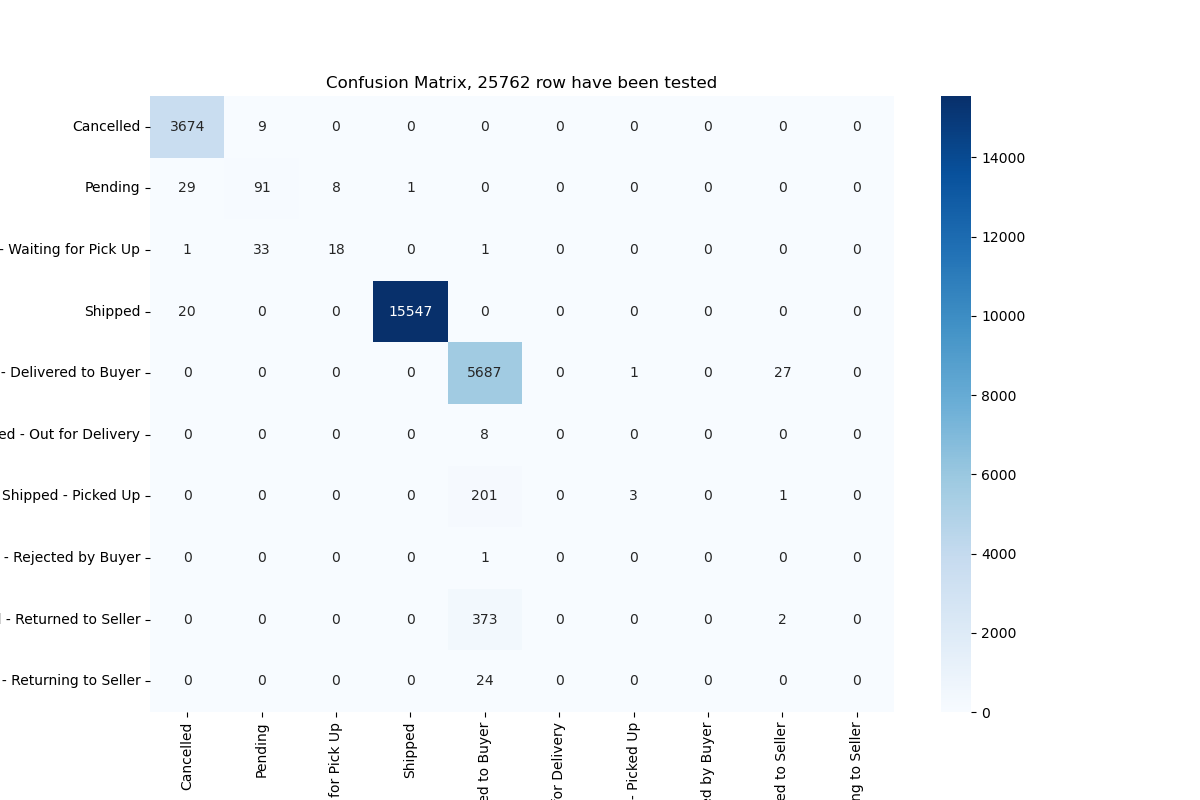 Confusion Matrix, 25762 row have been tested
Cancelled 3674 9 0 0 0 0 0 0 0 0
Pending 29 91 8 1 0 0 0 0 0 0
- Waiting for Pick Up 1 33 18 0 1 0 0 0 0 0
Shipped 20 0 0 15547 0 0 0 0 0 0
- Delivered to Buyer 0 0 0 0 5687 0 1 0 27 0
ed - Out for Delivery 0 0 0 0 8 0 0 0 0 0
Shipped - Picked Up 0 0 0 0 201 0 3 0 1 0
- Rejected by Buyer 0 0 0 0 1 0 0 0 0 0
- Returned to Seller 0 0 0 0 373 0 0 0 2 0
- Returning to Seller 0 0 0 0 24 0 0 0 0 0
Cancelled
Pending
for Pick Up
Shipped
ed to Buyer
for Delivery
- Picked Up
ed by Buyer
ed to Seller
ng to Seller
14000
12000
10000
8000
6000
4000
2000
0